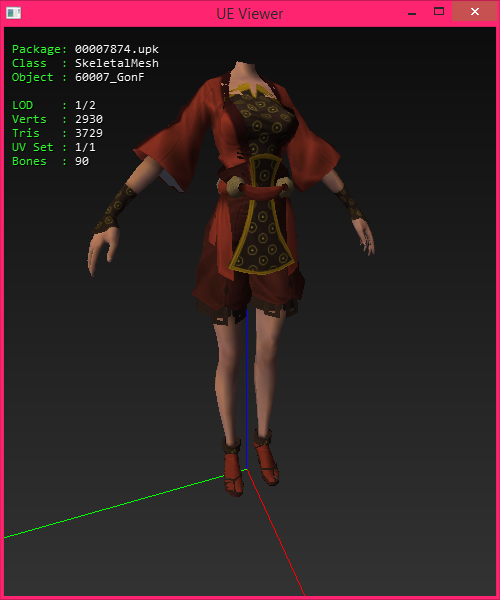 UE Viewer
Package: 00007874.upk
Class : SkeletalMesh
Object : 60007_GonF
LOD : 1/2
Verts : 2930
Tris : 3729
UV Set : 1/1
Bones : 90